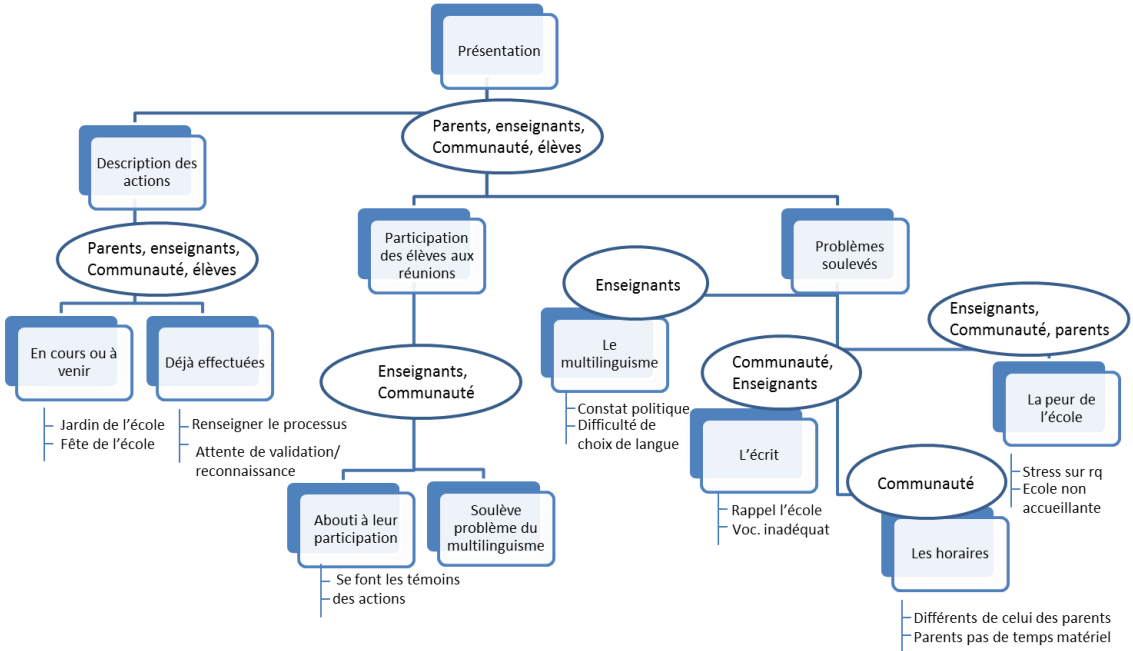 Présentation
Parents, enseignants,
Communauté, élèves
Description des
actions
Parents, enseignants,
Communauté, élèves
En cours ou à
venir
Jardin de l'école
Fête de l'école
Déjà effectuées
Renseigner le processus
Attente de validation/
reconnaissance
Participation
des élèves aux
réunions
Enseignants,
Communauté
Abouti à leur
participation
Se font les témoins
des actions
Soulève
problème du
multilinguisme
Problèmes
soulevés
Enseignants
Le
multilinguisme
Constat politique
Difficulté de
choix de langue
Communauté,
Enseignants
L'écrit
Rappel l'école
Voc. inadéquat
Enseignants,
Communauté, parents
La peur de
l'école
Stress sur rq
Ecole non
accueillante
Communauté
Les horaires
Différents de celui des parents
Parents pas de temps matériel